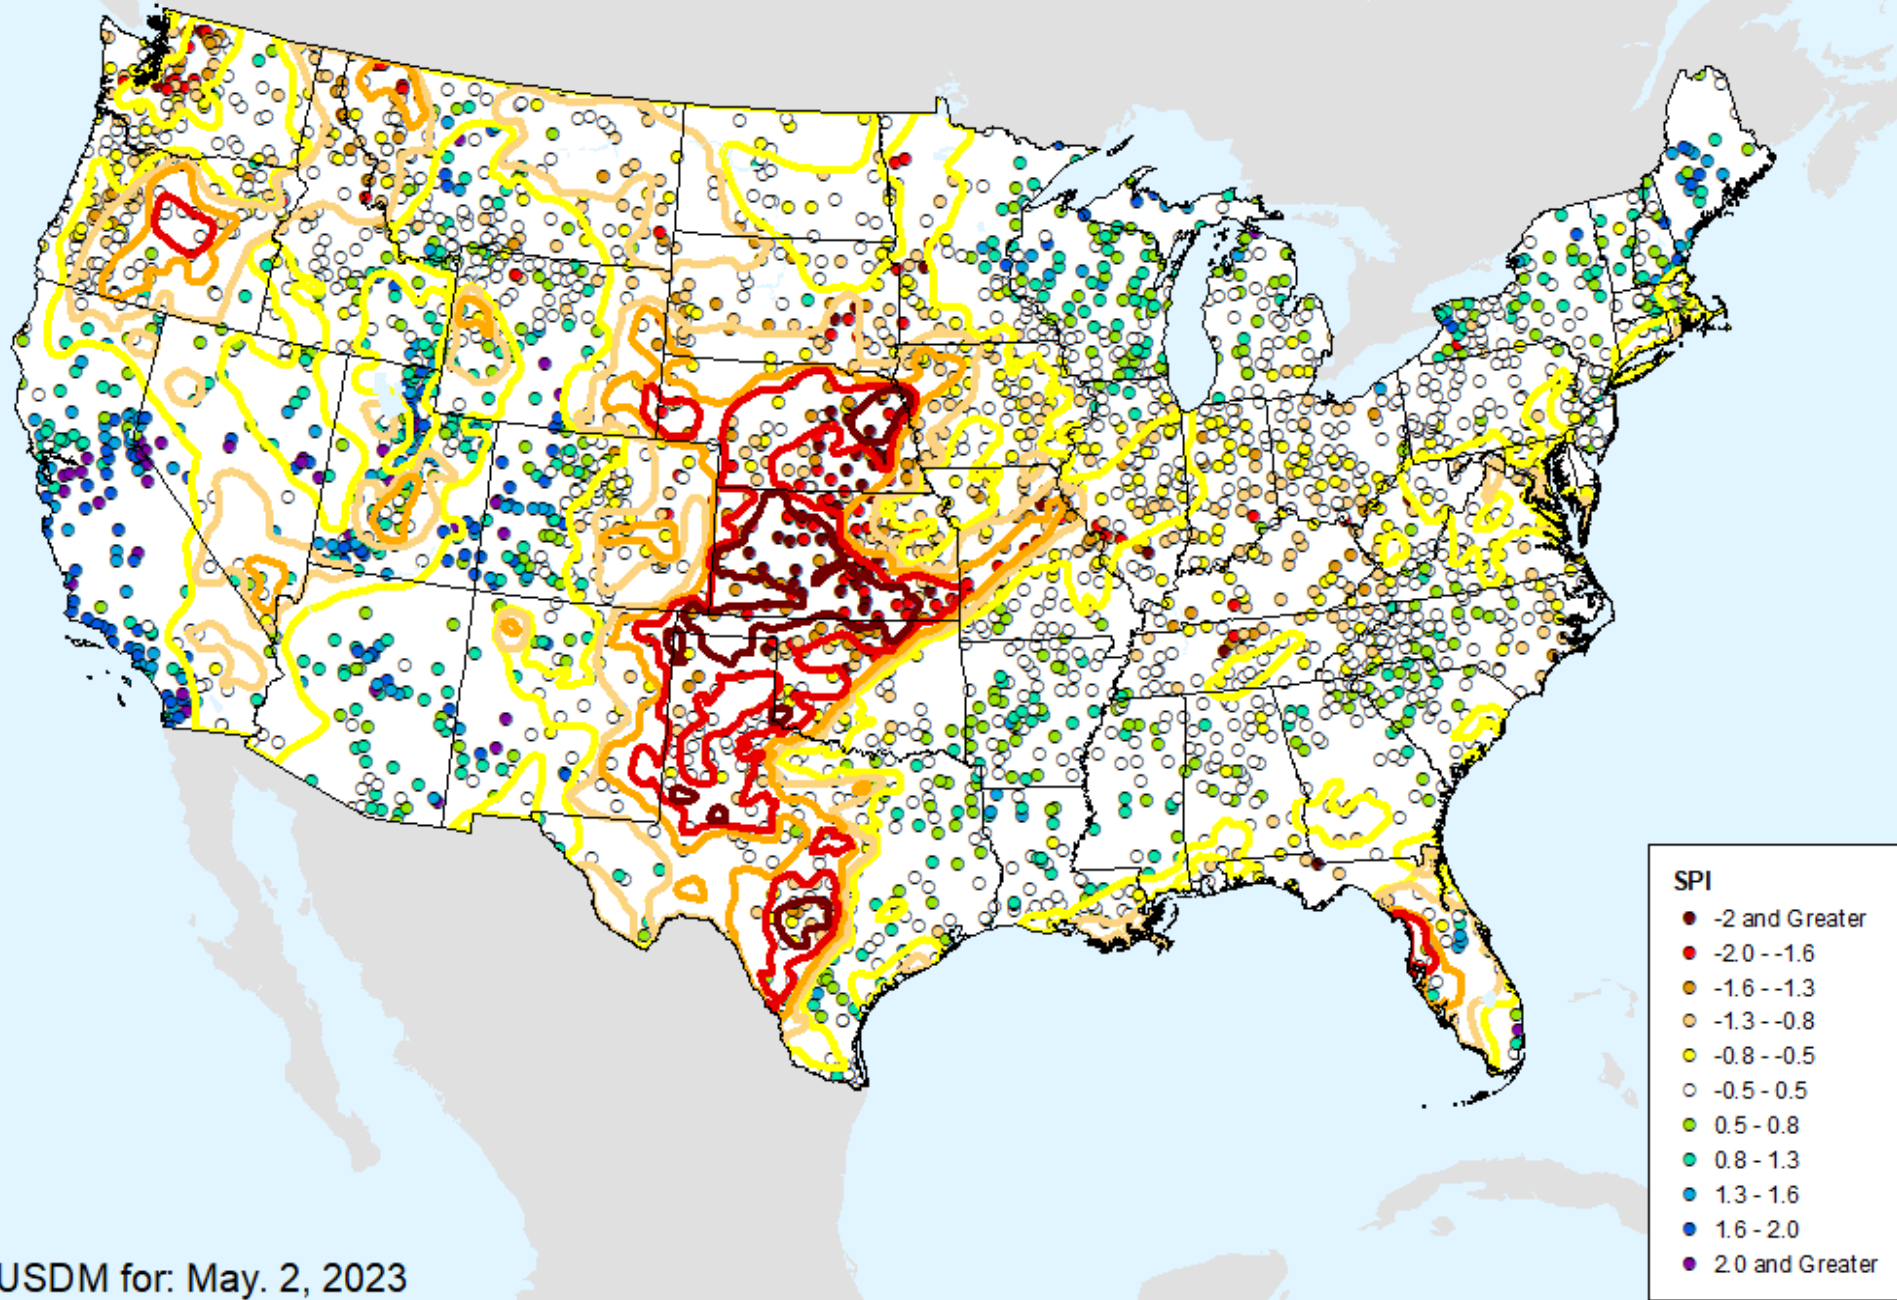 SPI
-2 and Greater
-2.0 - -1.6
-1.6 - -1.3
-1.3 - -0.8
-0.8 - -0.5
-0.5 - 0.5
0.5 - 0.8
0.8 - 1.3
1.3 - 1.6
1.6 - 2.0
2.0 and Greater
USDM for: May. 2, 2023